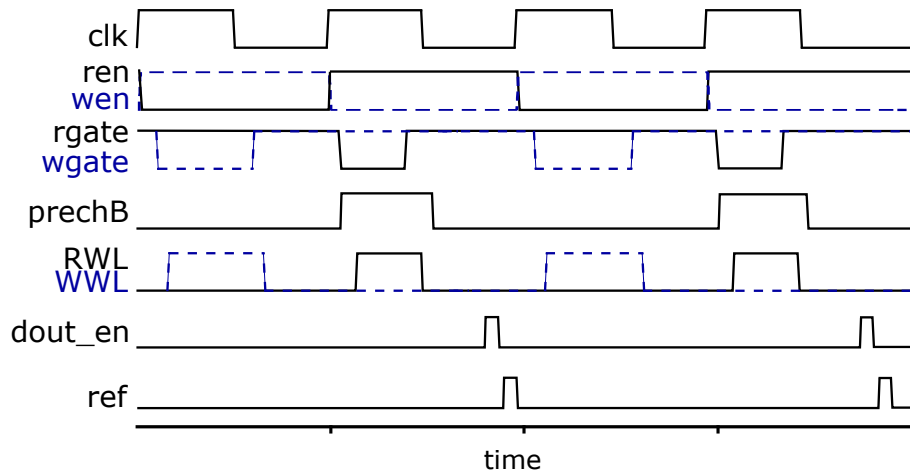 clk
ren
wen
rgate
wgate
prechB
RWL
WWL
dout_en
ref
time